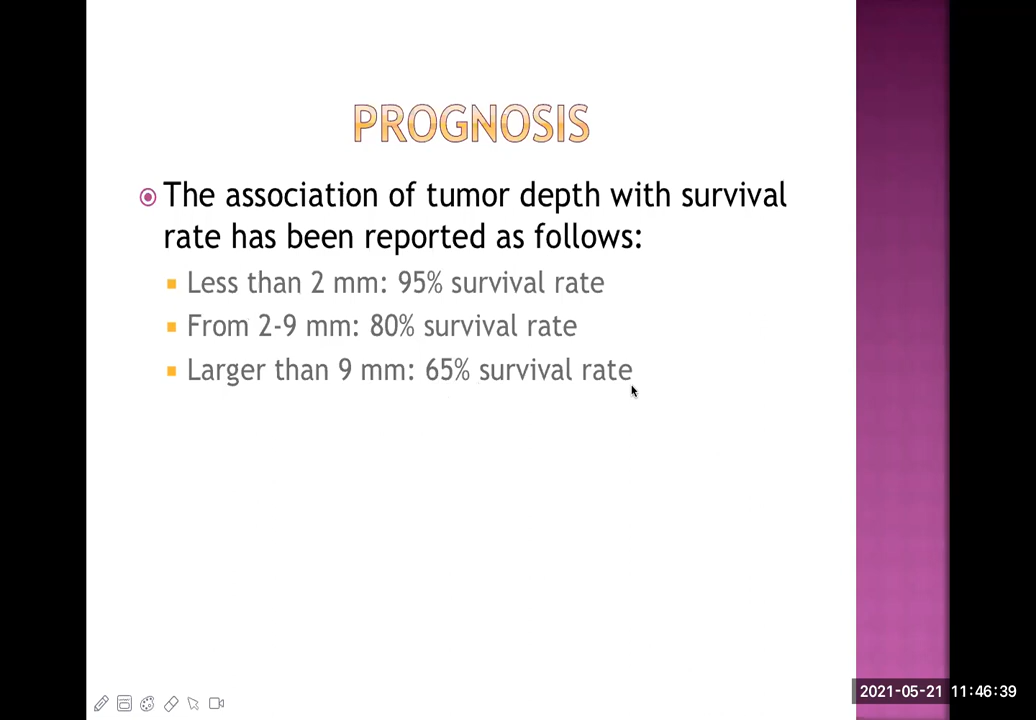 PROGNOSIS
The association of tumor depth with survival
rate has been reported as follows:
Less than 2 mm: 95% survival rate
From 2-9 mm: 80% survival rate
Larger than 9 mm: 65% survival rate
2021-05-21 11:46:39